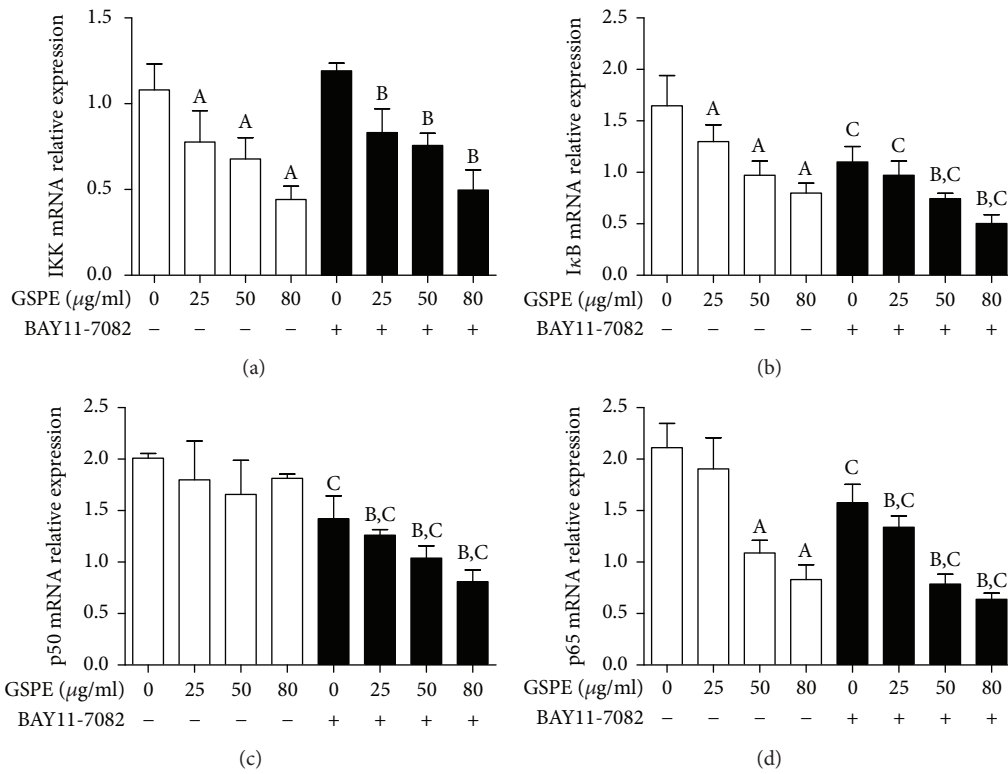 IKK mRNA relative expression
1.5
1.0
0.5
0.0
A
A
A
B
B
B
GSPE (μg/ml) 0 25 50 80 0 25 50 80
BAY11-7082 − − − − + + + +
(a)
IκB mRNA relative expression
2.5
2.0
1.5
1.0
0.5
0.0
A
A
A
C
C
B,C
B,C
GSPE (μg/ml) 0 25 50 80 0 25 50 80
BAY11-7082 − − − − + + + +
(b)
p50 mRNA relative expression
2.5
2.0
1.5
1.0
0.5
0.0
C
B,C
B,C
B,C
GSPE (μg/ml) 0 25 50 80 0 25 50 80
BAY11-7082 − − − − + + + +
(c)
p65 mRNA relative expression
2.5
2.0
1.5
1.0
0.5
0.0
A
A
C
B,C
B,C
B,C
GSPE (μg/ml) 0 25 50 80 0 25 50 80
BAY11-7082 − − − − + + + +
(d)